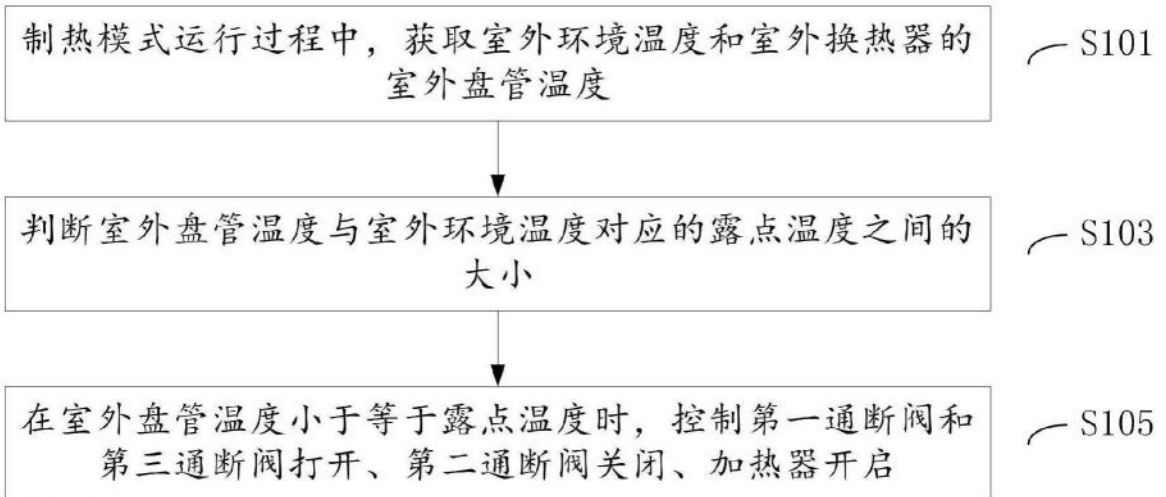 制热模式运行过程中，获取室外环境温度和室外换热器的
室外盘管温度
S101
判断室外盘管温度与室外环境温度对应的露点温度之间的
大小
S103
在室外盘管温度小于等于露点温度时，控制第一通断阀和
第三通断阀打开、第二通断阀关闭、加热器开启
S105